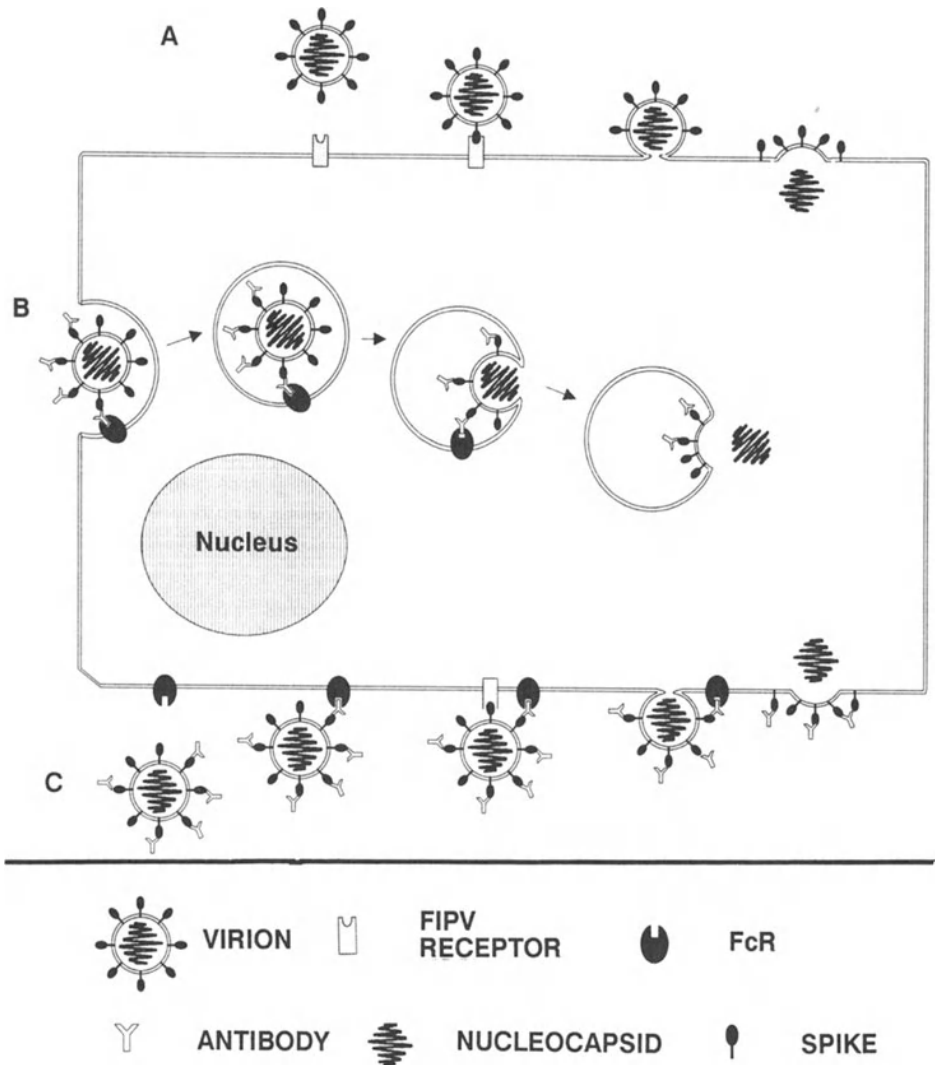 A
B
Nucleus
C
VIRION
FIPV
RECEPTOR
FcR
ANTIBODY
NUCLEOCAPSID
SPIKE